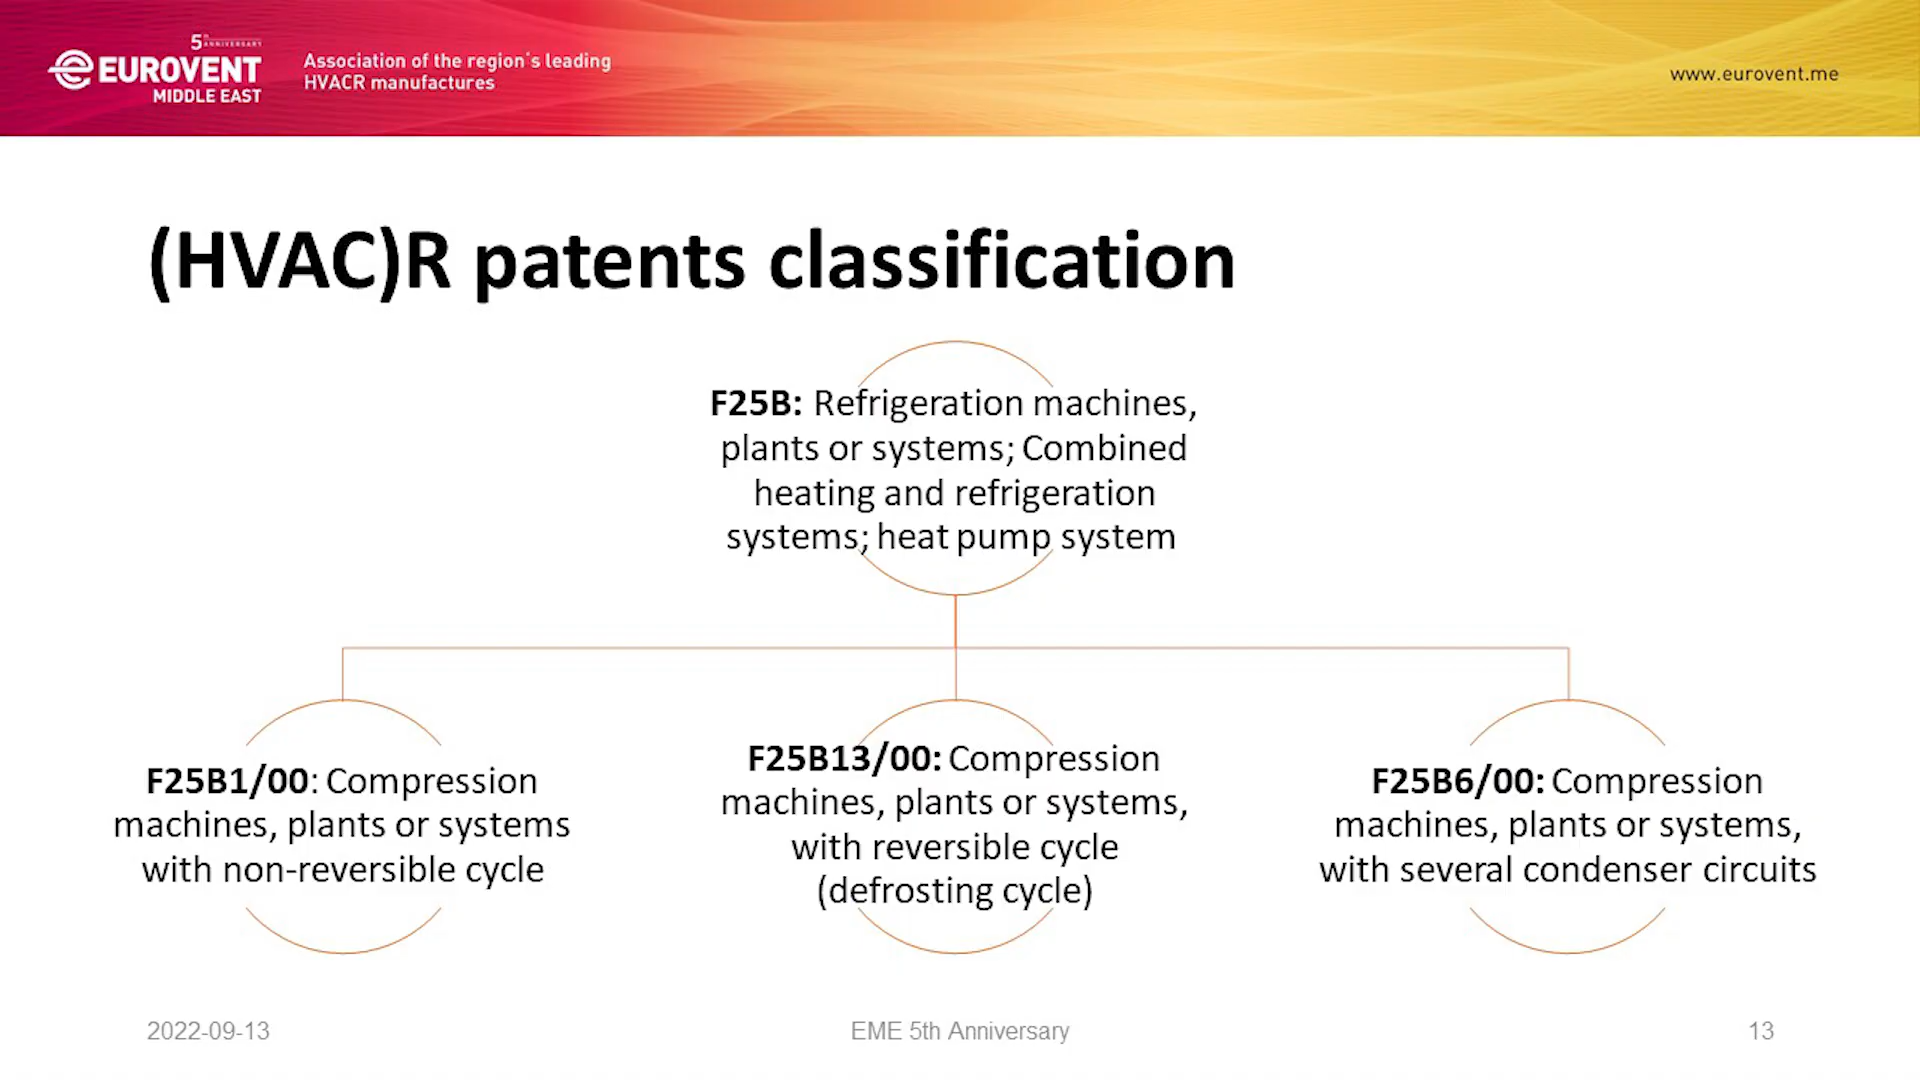 5th ANNIVERSARY
EUROVENT
MIDDLE EAST
Association of the region's leading
HVACR manufactures
www.eurovent.me
(HVAC)R patents classification
F25B: Refrigeration machines,
plants or systems; Combined
heating and refrigeration
systems; heat pump system
F25B1/00: Compression
machines, plants or systems
with non-reversible cycle
F25B13/00: Compression
machines, plants or systems,
with reversible cycle
(defrosting cycle)
F25B6/00: Compression
machines, plants or systems,
with several condenser circuits
2022-09-13
EME 5th Anniversary
13